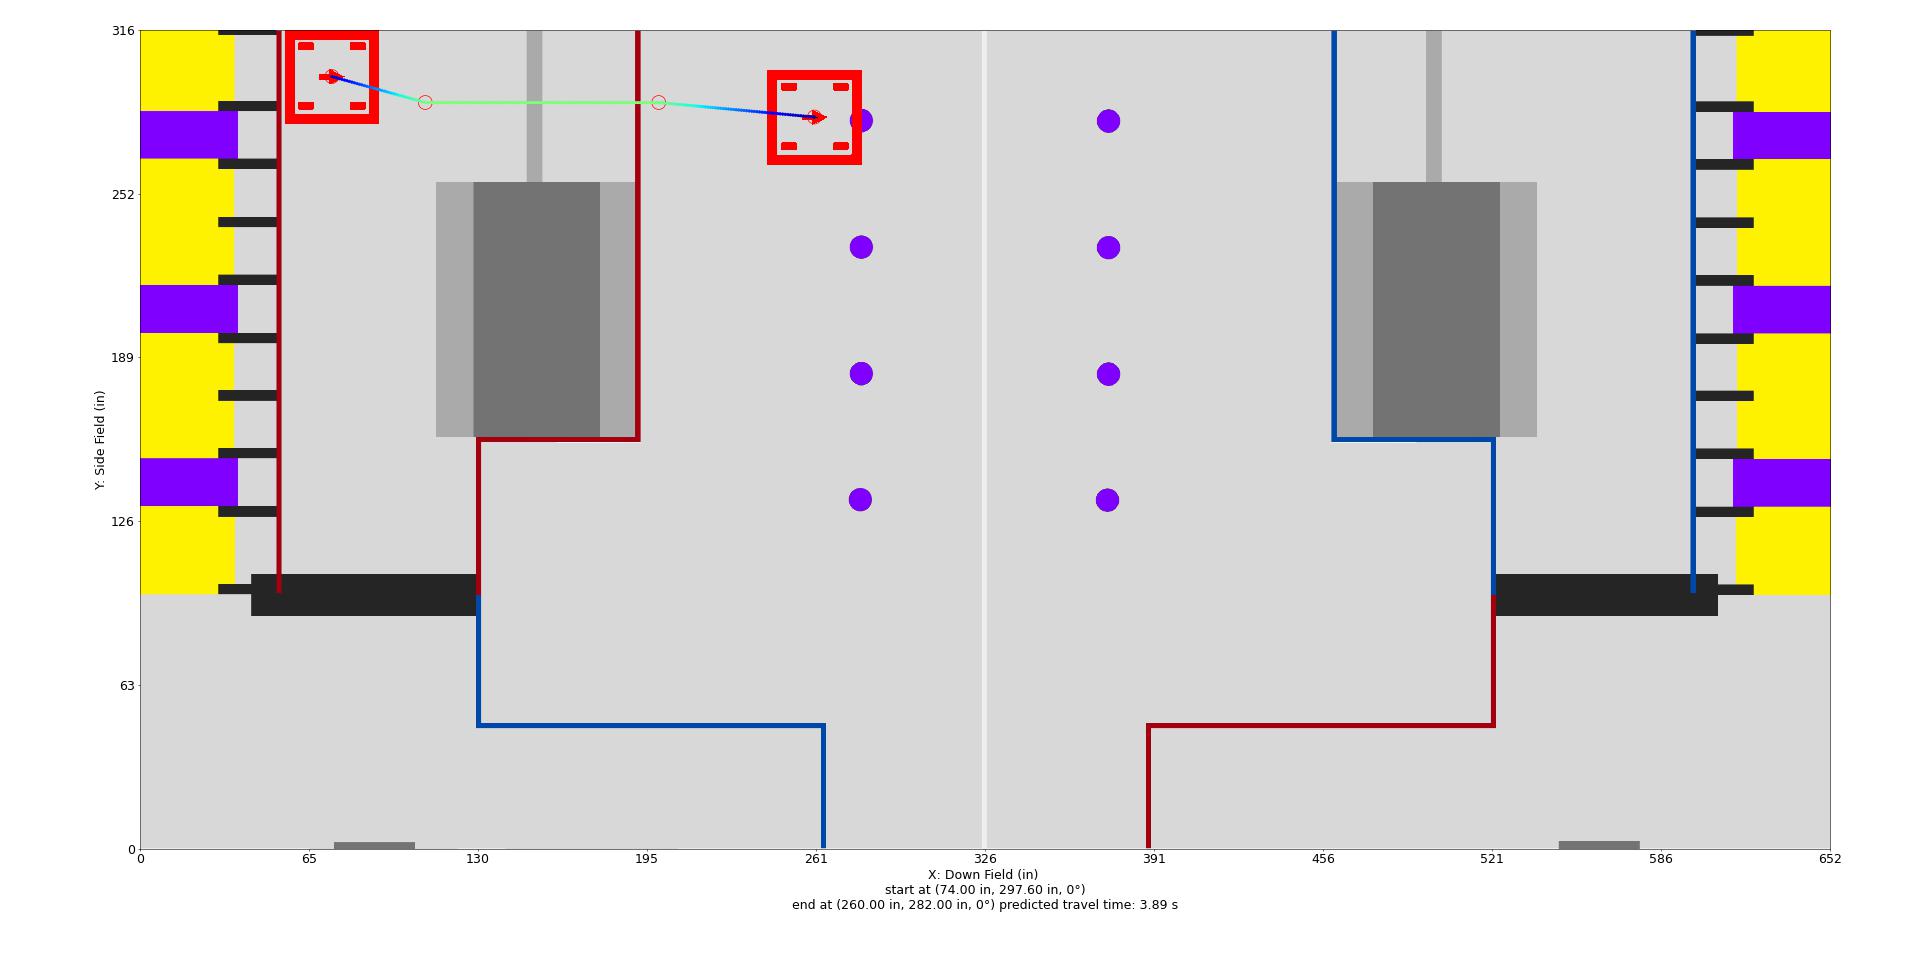 316
252
189
126
63
0
Y: Side Field (in)
0 65 130 195 261 326 391 456 521 586 652
X: Down Field (in)
start at (74.00 in, 297.60 in, 0°)
end at (260.00 in, 282.00 in, 0°) predicted travel time: 3.89 s